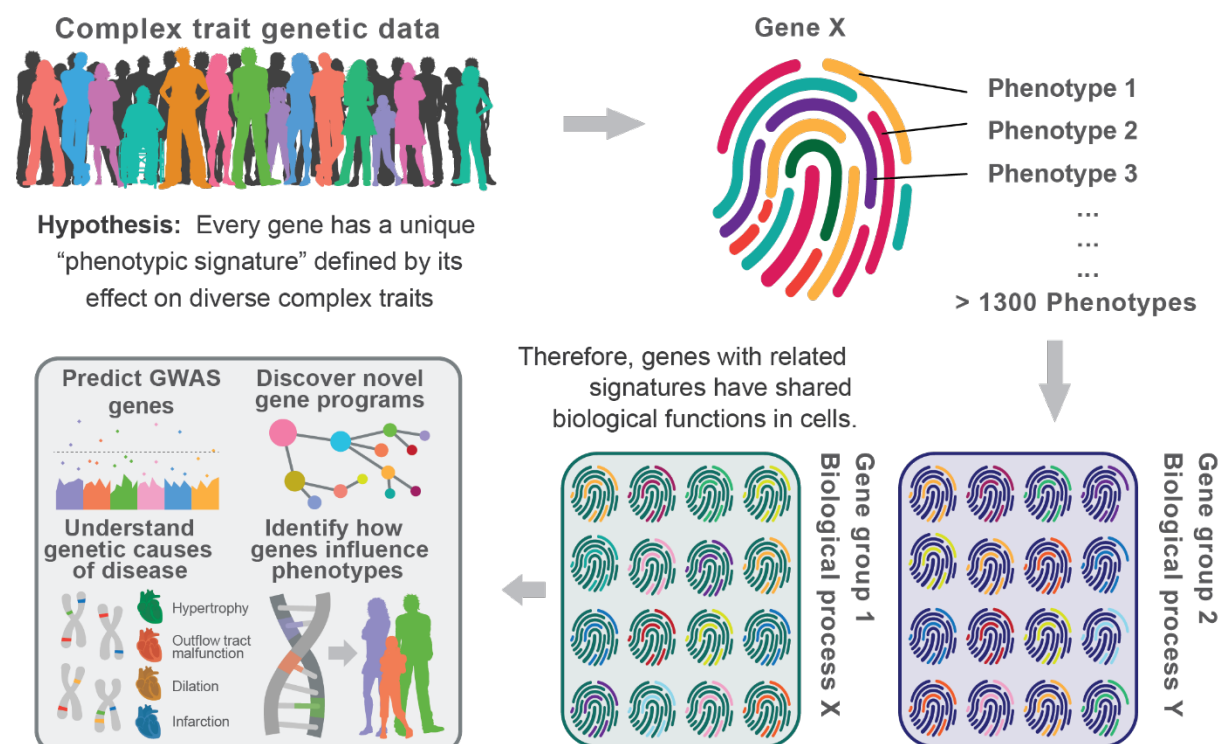 Complex trait genetic data
Hypothesis: Every gene has a unique
“phenotypic signature” defined by its
effect on diverse complex traits
Gene X
Phenotype 1
Phenotype 2
Phenotype 3
...
...
...
> 1300 Phenotypes
Therefore, genes with related
signatures have shared
biological functions in cells.
Gene group 1
Biological process X
Gene group 2
Biological process Y
Predict GWAS
genes
Discover novel
gene programs
Understand
genetic causes
of disease
Hypertrophy
Outflow tract
malfunction
Dilation
Infarction
Identify how
genes influence
phenotypes